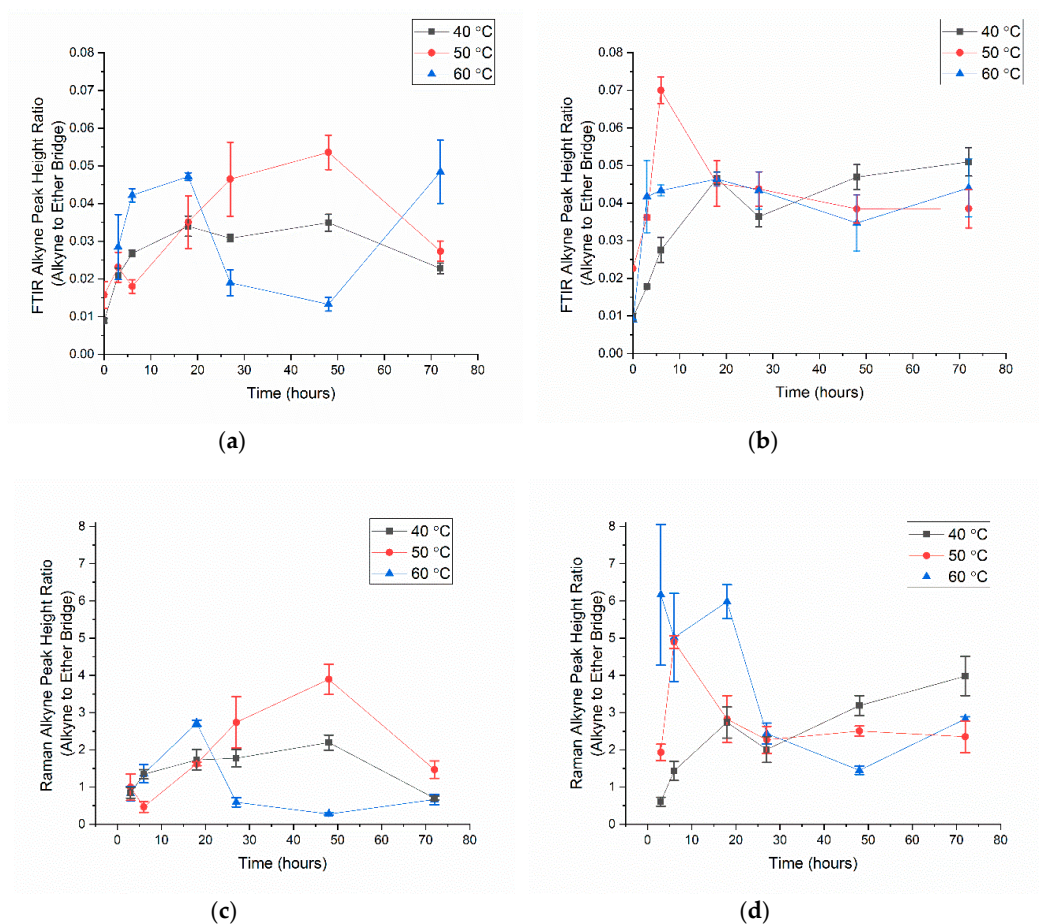 40 °C
50 °C
60 °C
0.08
0.07
0.06
0.05
0.04
0.03
0.02
0.01
0.00
FTIR Alkyne Peak Height Ratio
(Alkyne to Ether Bridge)
0 10 20 30 40 50 60 70 80
Time (hours)
(a)
40 °C
50 °C
60 °C
0.08
0.07
0.06
0.05
0.04
0.03
0.02
0.01
0.00
FTIR Alkyne Peak Height Ratio
(Alkyne to Ether Bridge)
0 10 20 30 40 50 60 70 80
Time (hours)
(b)
40 °C
50 °C
60 °C
8
7
6
5
4
3
2
1
0
Raman Alkyne Peak Height Ratio
(Alkyne to Ether Bridge)
0 10 20 30 40 50 60 70 80
Time (hours)
(c)
40 °C
50 °C
60 °C
8
7
6
5
4
3
2
1
0
Raman Alkyne Peak Height Ratio
(Alkyne to Ether Bridge)
0 10 20 30 40 50 60 70 80
Time (hours)
(d)